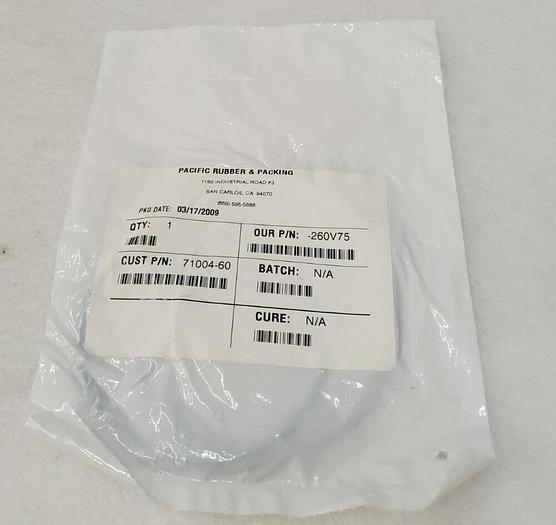 PACIFIC RUBBER & PACKING
1160 INDUSTRIAL ROAD #3
SAN CARLOS, CA 94070
(650) 595-5888
PKG DATE: 03/17/2009
QTY: 1
OUR P/N: -260V75
CUST P/N: 71004-60
BATCH: N/A
CURE: N/A